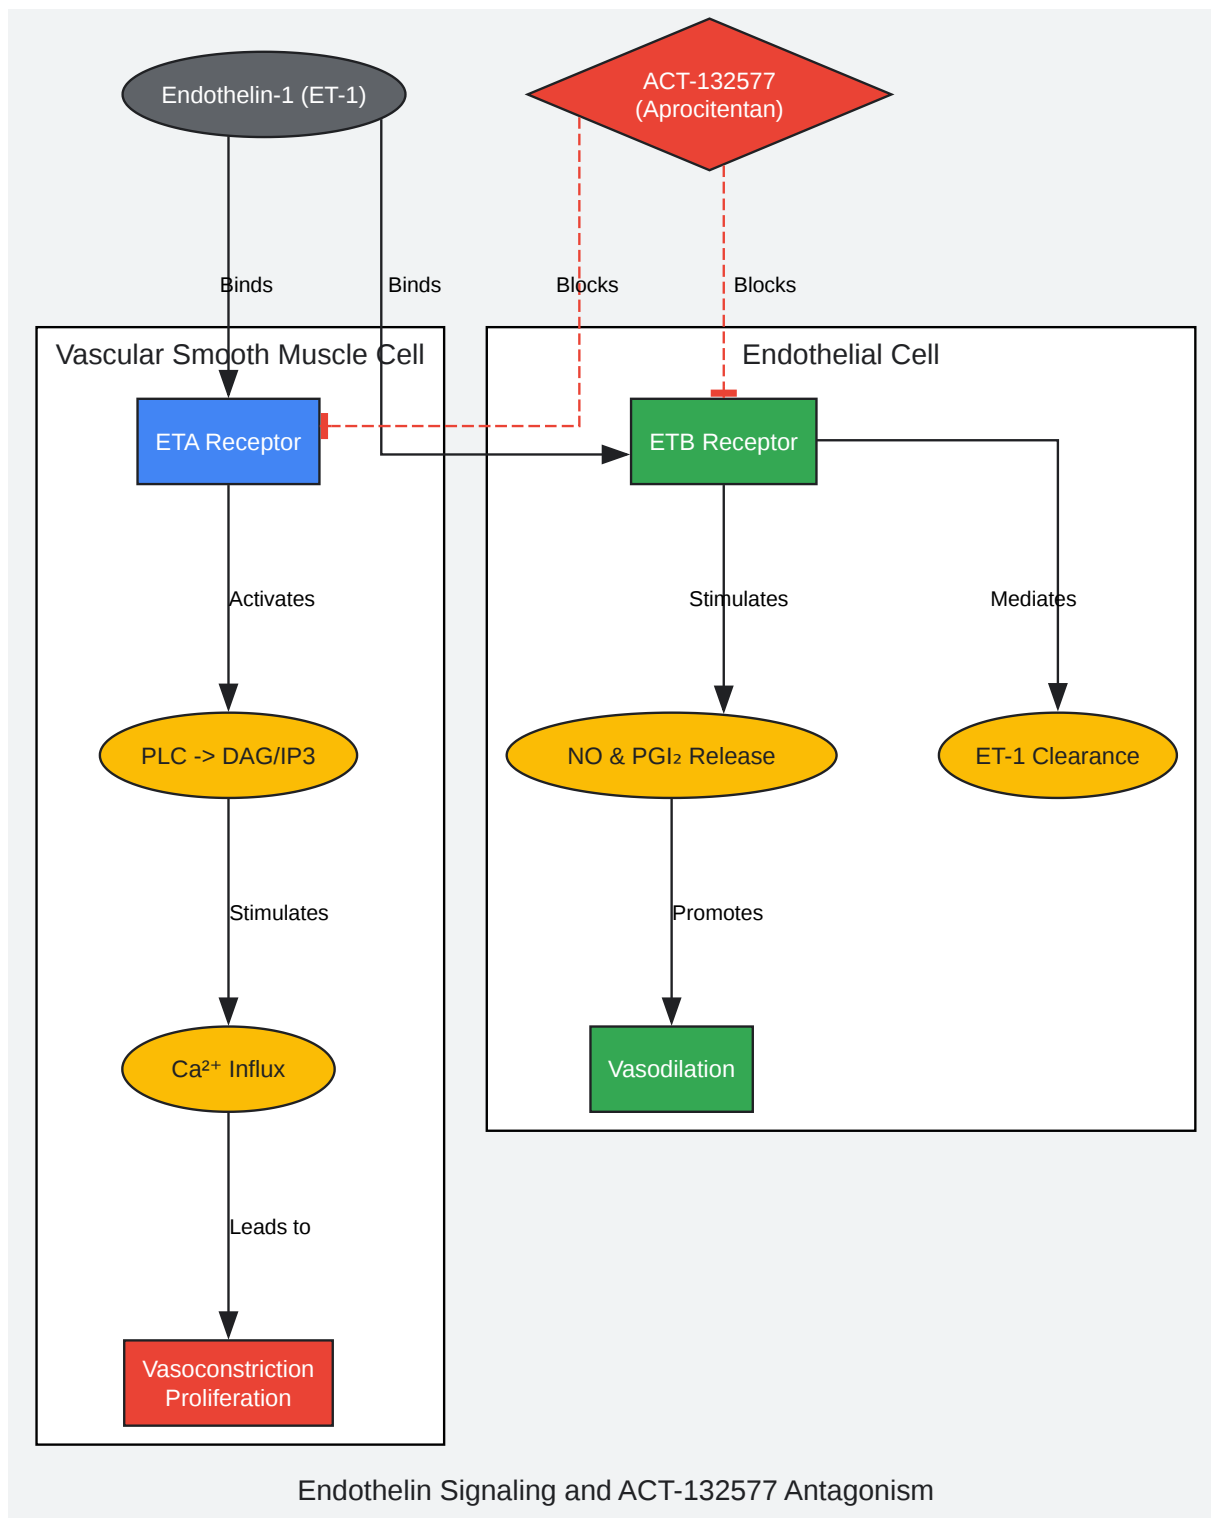 Endothelin-1 (ET-1)
ACT-132577
(Aprocitentan)
Binds
Binds
Blocks
Blocks
Vascular Smooth Muscle Cell
Endothelial Cell
ETA Receptor
ETB Receptor
Activates
Stimulates
Mediates
PLC -> DAG/IP3
NO & PGI₂ Release
ET-1 Clearance
Stimulates
Promotes
Ca²⁺ Influx
Vasodilation
Leads to
Vasoconstriction
Proliferation
Endothelin Signaling and ACT-132577 Antagonism